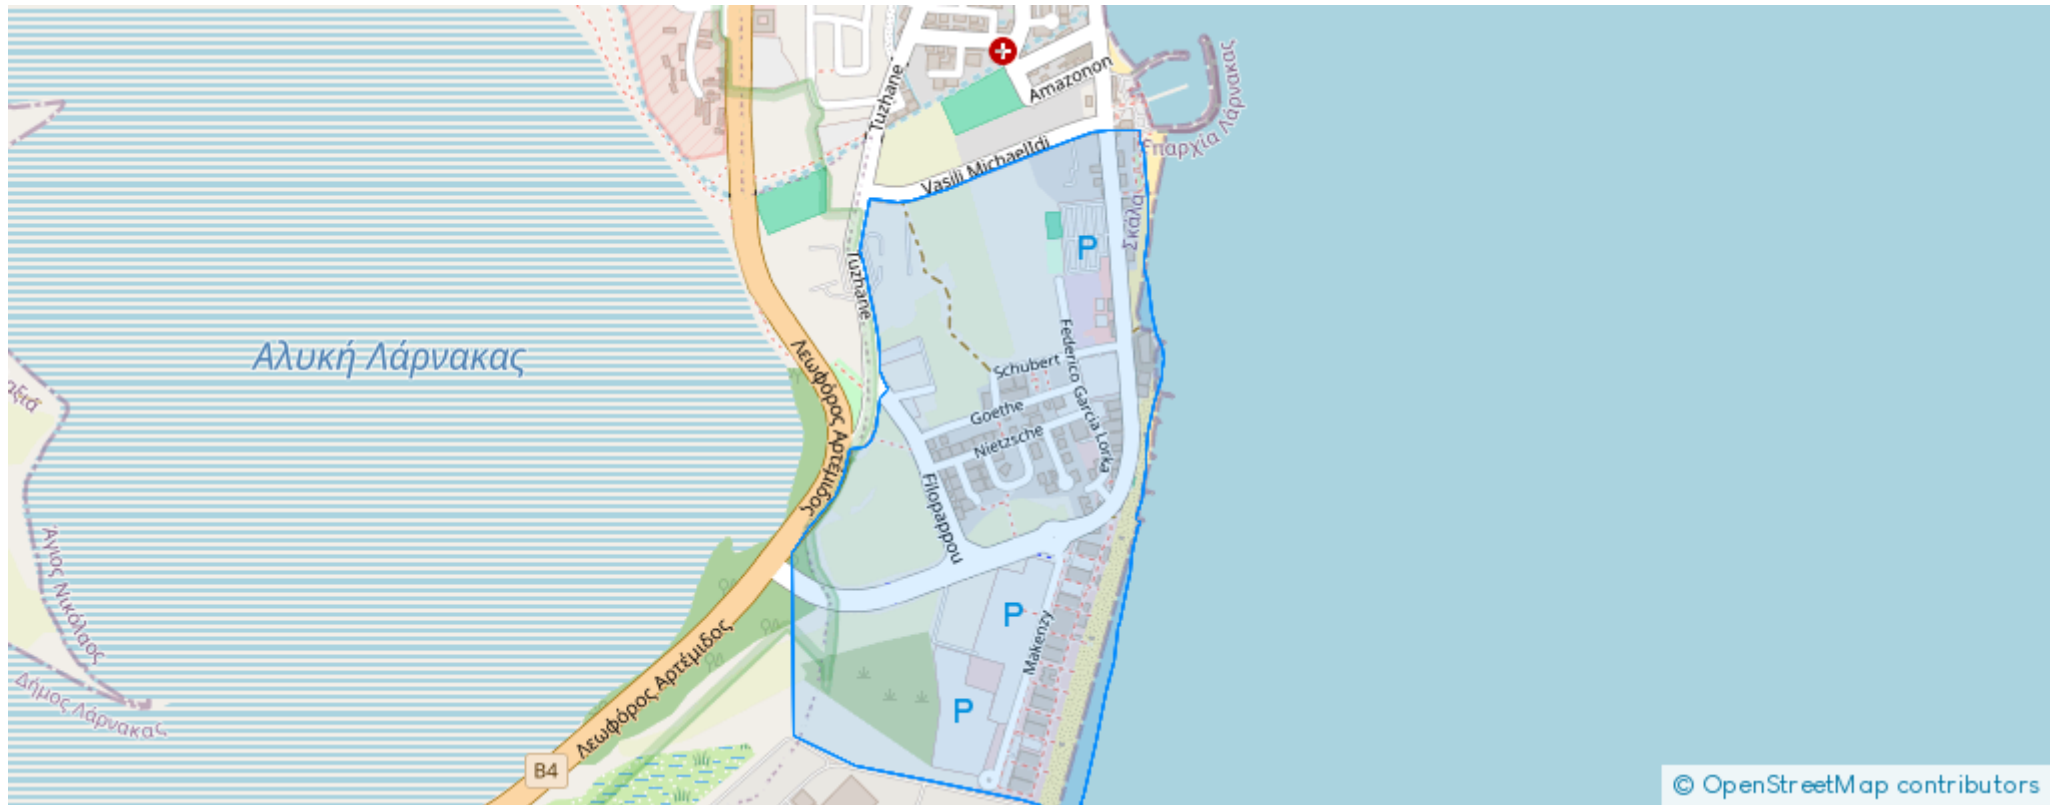 Tuzhane
Amazonon
Επαρχία Λάρνακας
Vasili Michaelldi
Σκάλα
P
Tuzhane
Αλυκή Λάρνακας
Λεωφόρος Αρτέμιδος
Schubert
Federico Garcia Lorka
Goethe
Nietzsche
Filopappou
Άγιος Νικόλαος
Δήμος Λάρνακας
P
Makenzy
Λεωφόρος Αρτέμιδος
P
B4
© OpenStreetMap contributors